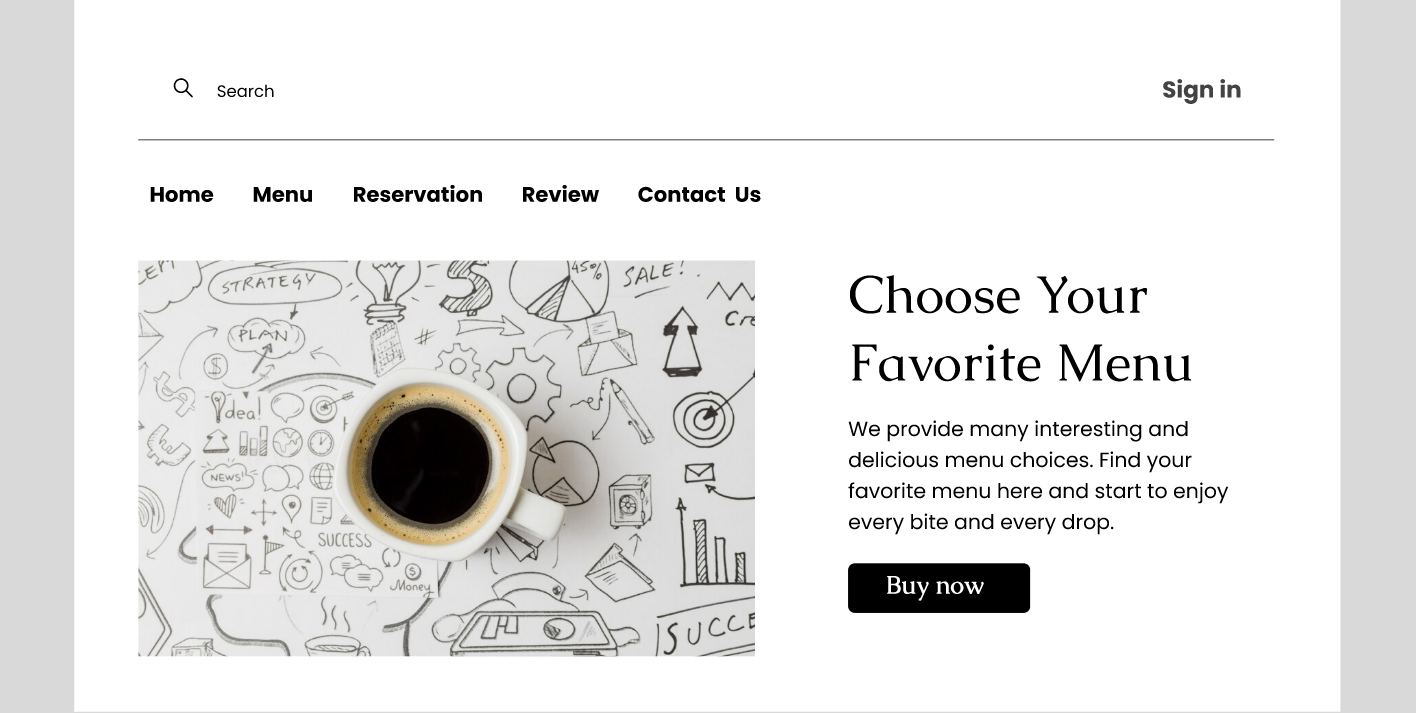 Search
Sign in
Home
Menu
Reservation
Review
Contact Us
STRATEGY
45%
SALE!
PLAN
#
$
Idea!
NEWS!
SUCCESS
$
Money
Choose Your
Favorite Menu
We provide many interesting and
delicious menu choices. Find your
favorite menu here and start to enjoy
every bite and every drop.
Buy now